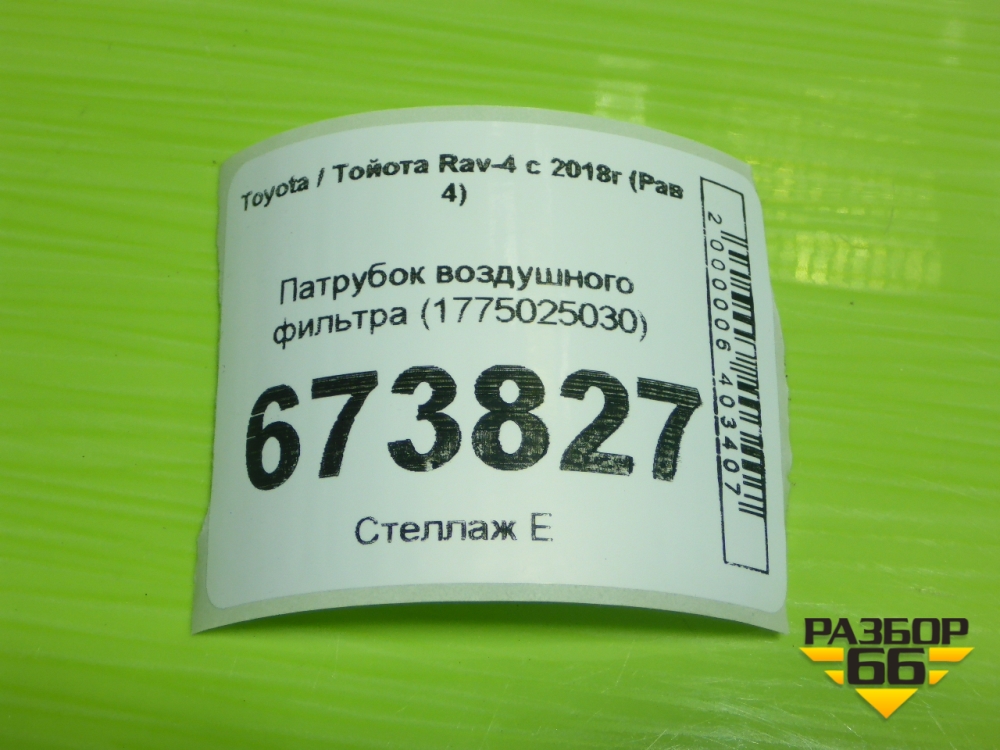 Toyota / Тойота Rav-4 с 2018г (Рав
4)
Патрубок воздушного
фильтра (1775025030)
673827
Стеллаж Е
2000006403407
РАЗБОР
66